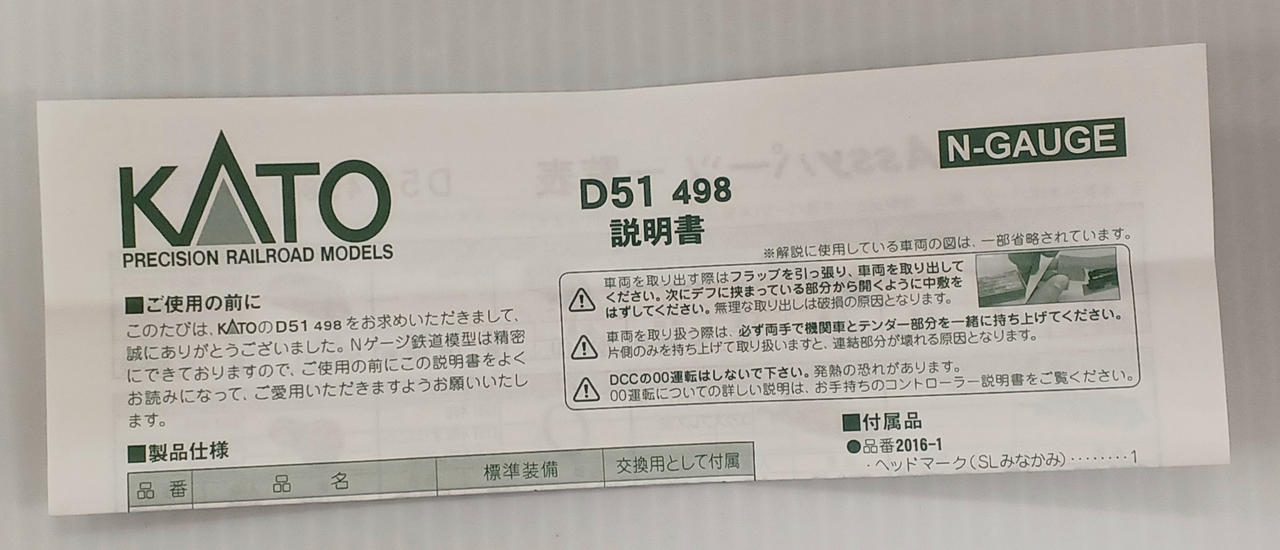 KATO
PRECISION RAILROAD MODELS
D51 498
説明書
N-GAUGE
※解説に使用している車両の図は、一部省略されています。
■ご使用の前に
このたびは、KATOのD51 498をお求めいただきまして、
誠にありがとうございました。Nゲージ鉄道模型は精密
にできておりますので、ご使用の前にこの説明書をよく
お読みになって、ご愛用いただきますようお願いいたし
ます。
車両を取り出す際はフラップを引っ張り、車両を取り出して
ください。次にデフに挟まっている部分から開くように中敷を
はずしてください。無理な取り出しは破損の原因となります。
車両を取り扱う際は、必ず両手で機関車とテンダー部分を一緒に持ち上げてください。
片側のみを持ち上げて取り扱いますと、連結部分が壊れる原因となります。
DCCの00運転はしないで下さい。発熱の恐れがあります。
00運転についての詳しい説明は、お手持ちのコントローラー説明書をご覧ください。
■製品仕様
品番 品名 標準装備 交換用として付属
■付属品
●品番2016-1
・ヘッドマーク(SLみなかみ)········1